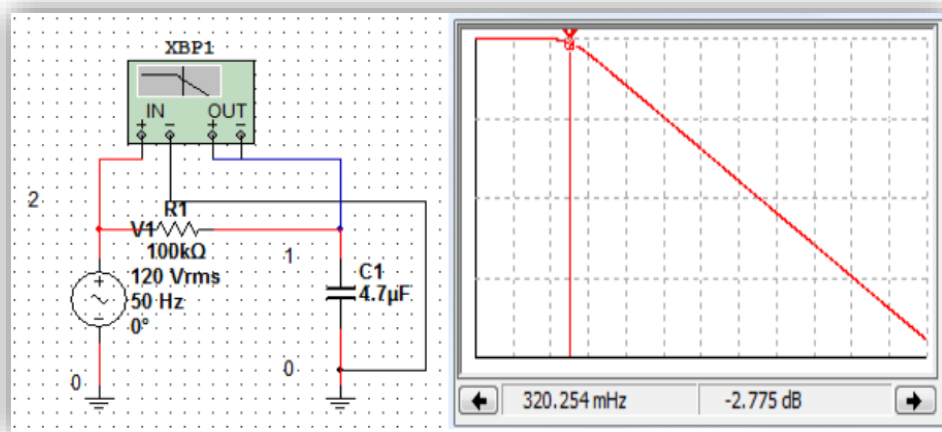 XBP1
IN OUT
+ − + −
2
R1
V1
100kΩ
1
120 Vrms
50 Hz
0°
C1
4.7µF
0
0
320.254 mHz
-2.775 dB